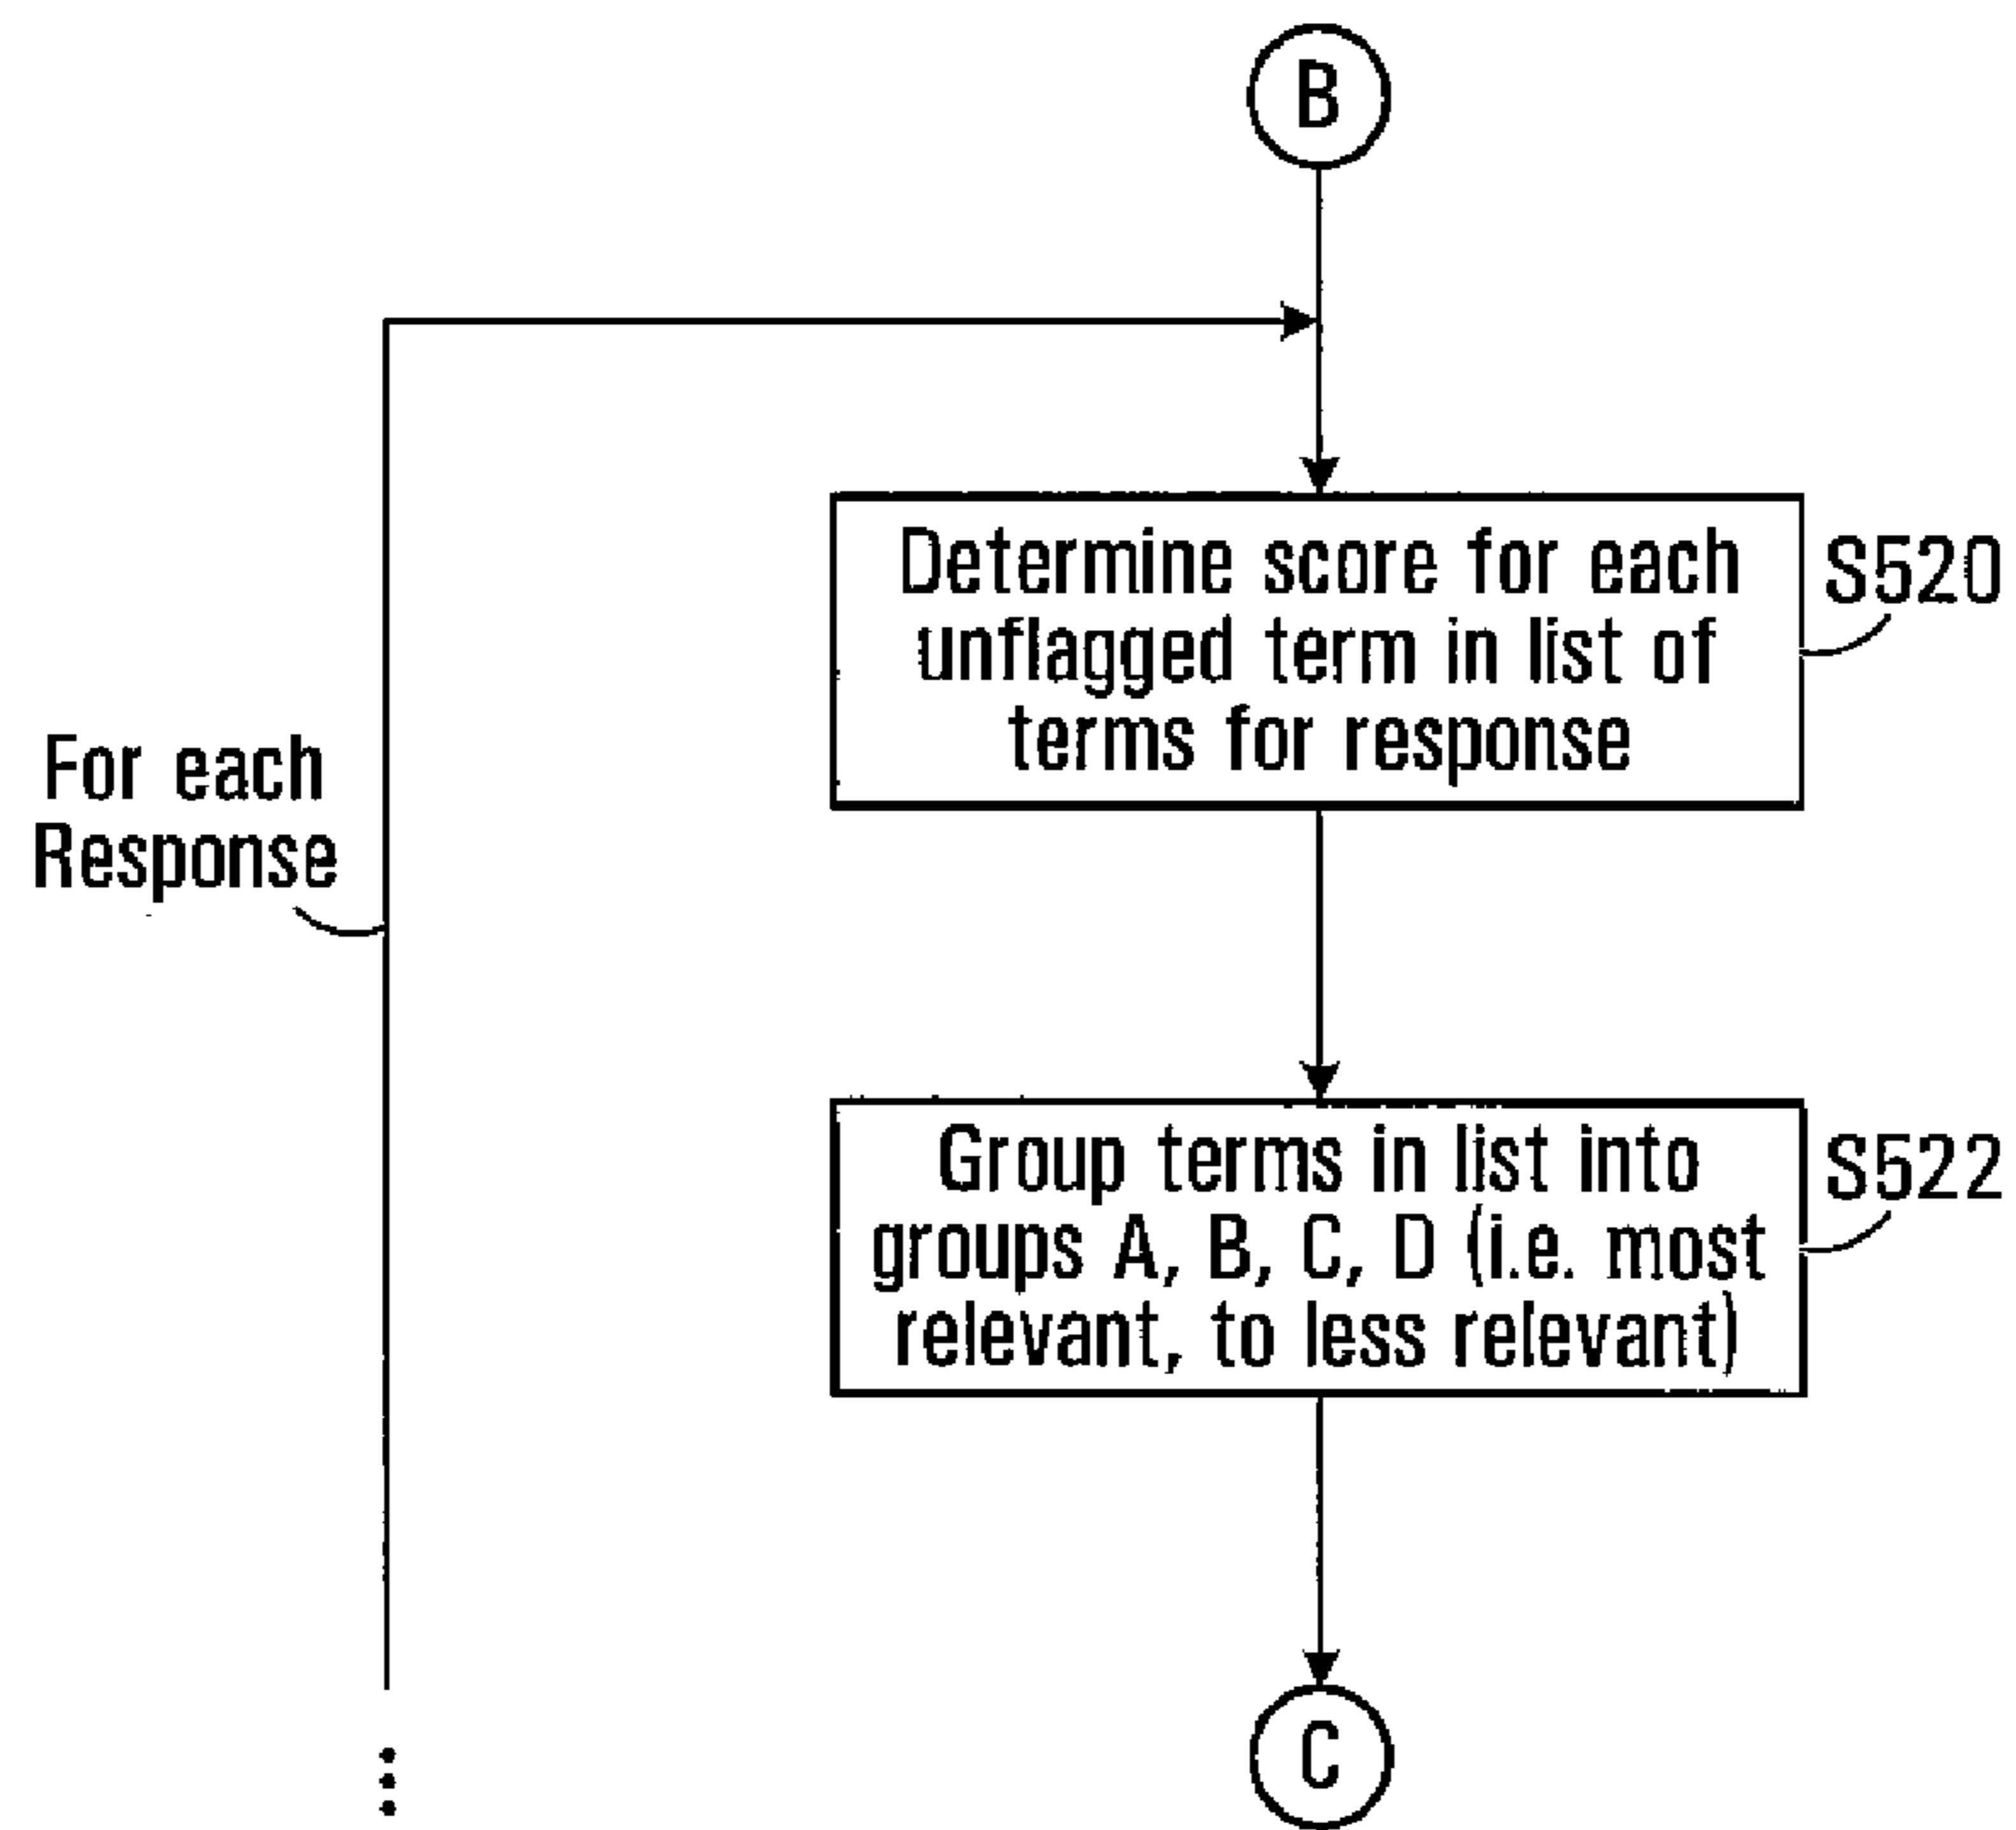 B
Determine score for each
unflagged term in list of
terms for response
S520
For each
Response
Group terms in list into
groups A, B, C, D (i.e. most
relevant, to less relevant)
S522
C